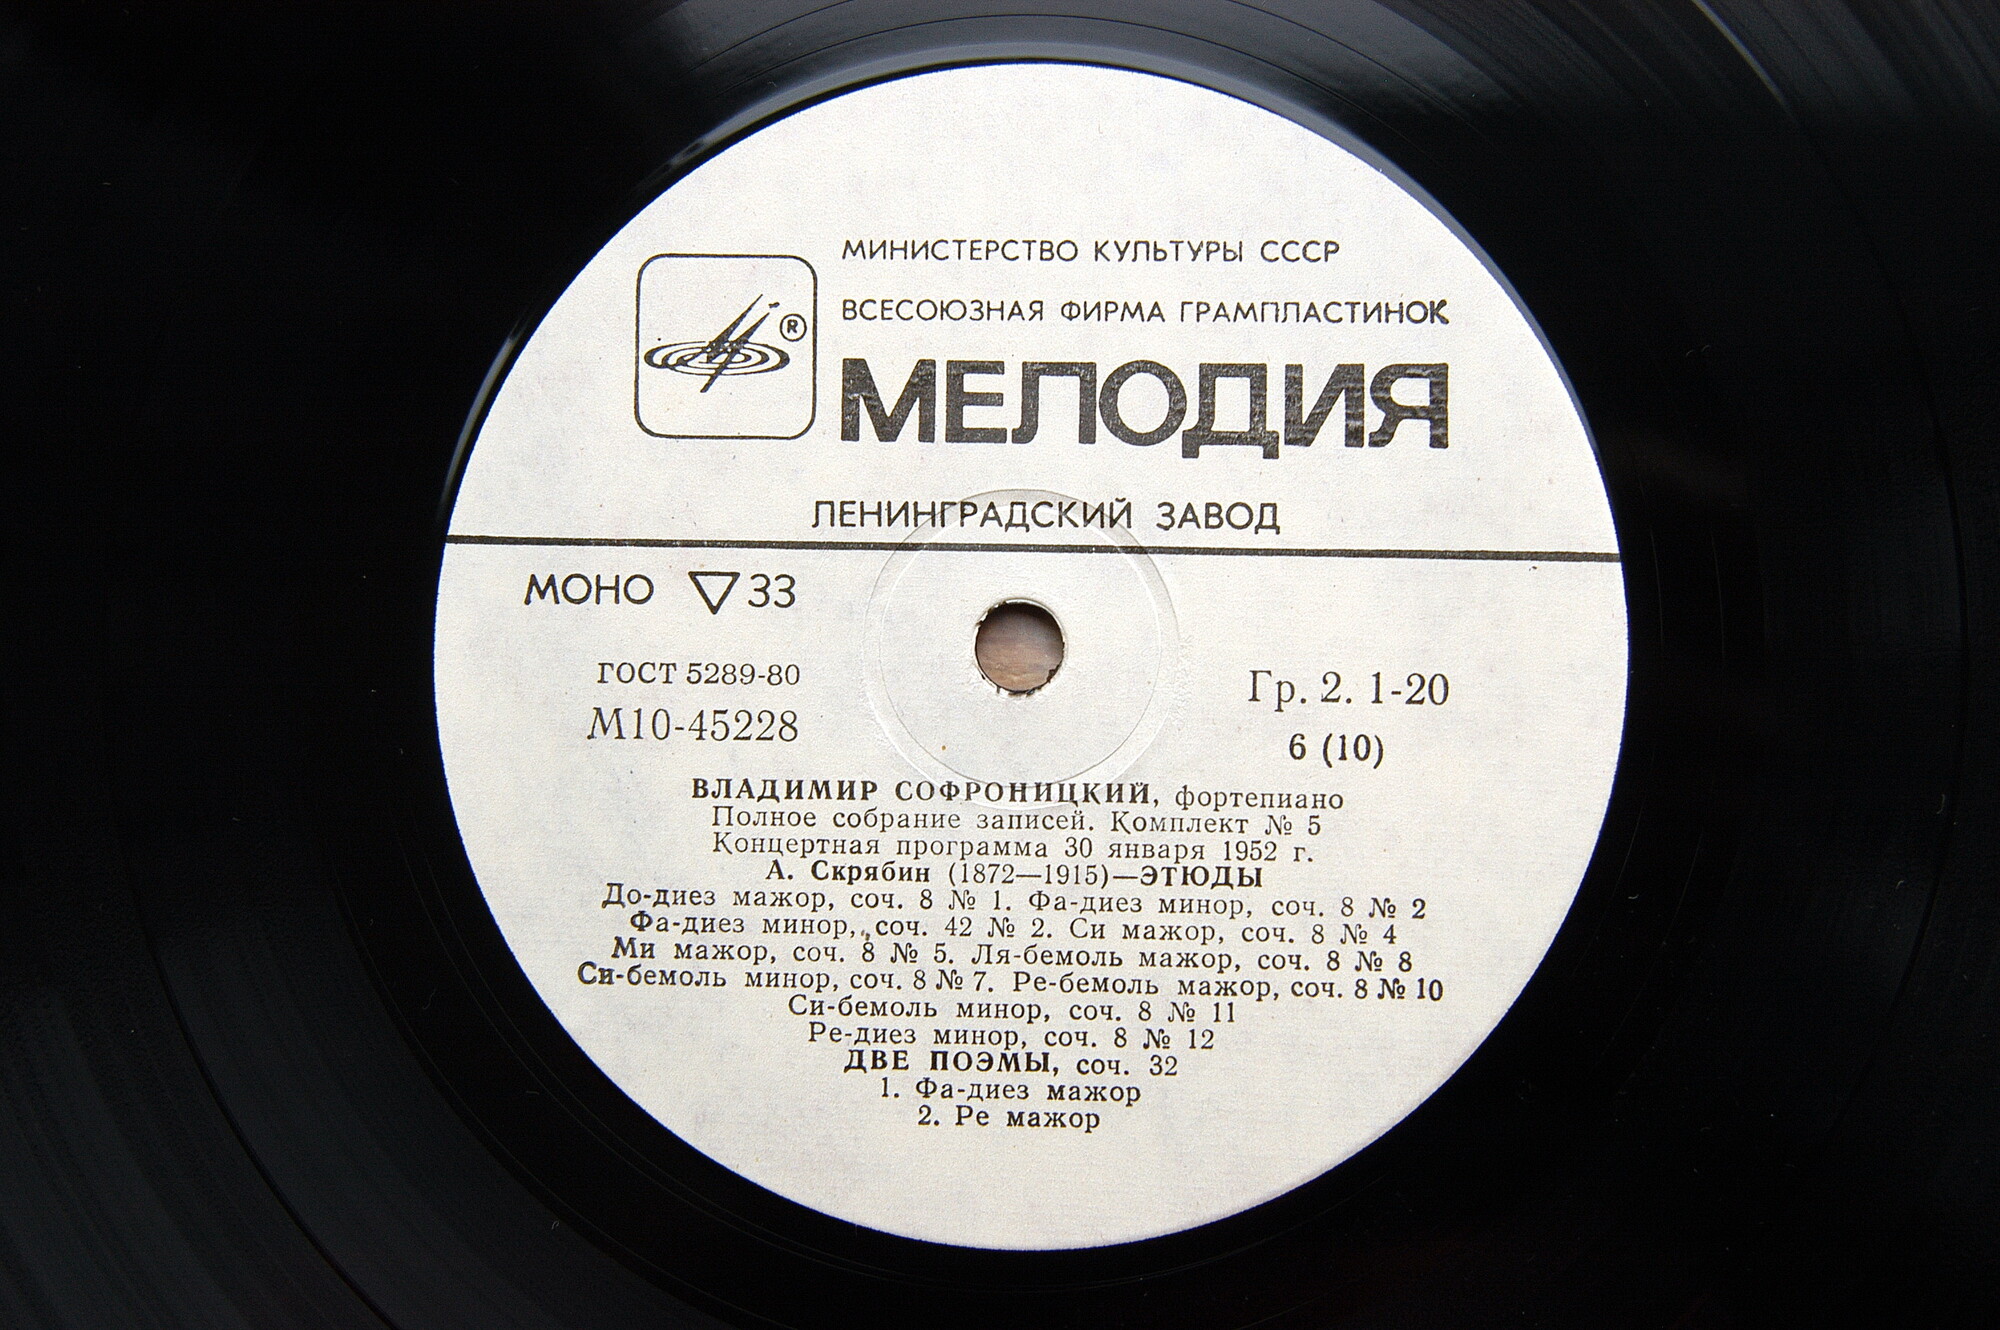 ®
МИНИСТЕРСТВО КУЛЬТУРЫ СССР
ВСЕСОЮЗНАЯ ФИРМА ГРАМПЛАСТИНОК
МЕЛОДИЯ
ЛЕНИНГРАДСКИЙ ЗАВОД
МОНО ▽ 33
ГОСТ 5289-80
М10-45228
Гр. 2. 1-20
6 (10)
ВЛАДИМИР СОФРОНИЦКИЙ, фортепиано
Полное собрание записей. Комплект № 5
Концертная программа 30 января 1952 г.
А. Скрябин (1872—1915)—ЭТЮДЫ
До-диез мажор, соч. 8 № 1. Фа-диез минор, соч. 8 № 2
Фа-диез минор, соч. 42 № 2. Си мажор, соч. 8 № 4
Ми мажор, соч. 8 № 5. Ля-бемоль мажор, соч. 8 № 8
Си-бемоль минор, соч. 8 № 7. Ре-бемоль мажор, соч. 8 № 10
Си-бемоль минор, соч. 8 № 11
Ре-диез минор, соч. 8 № 12
ДВЕ ПОЭМЫ, соч. 32
1. Фа-диез мажор
2. Ре мажор